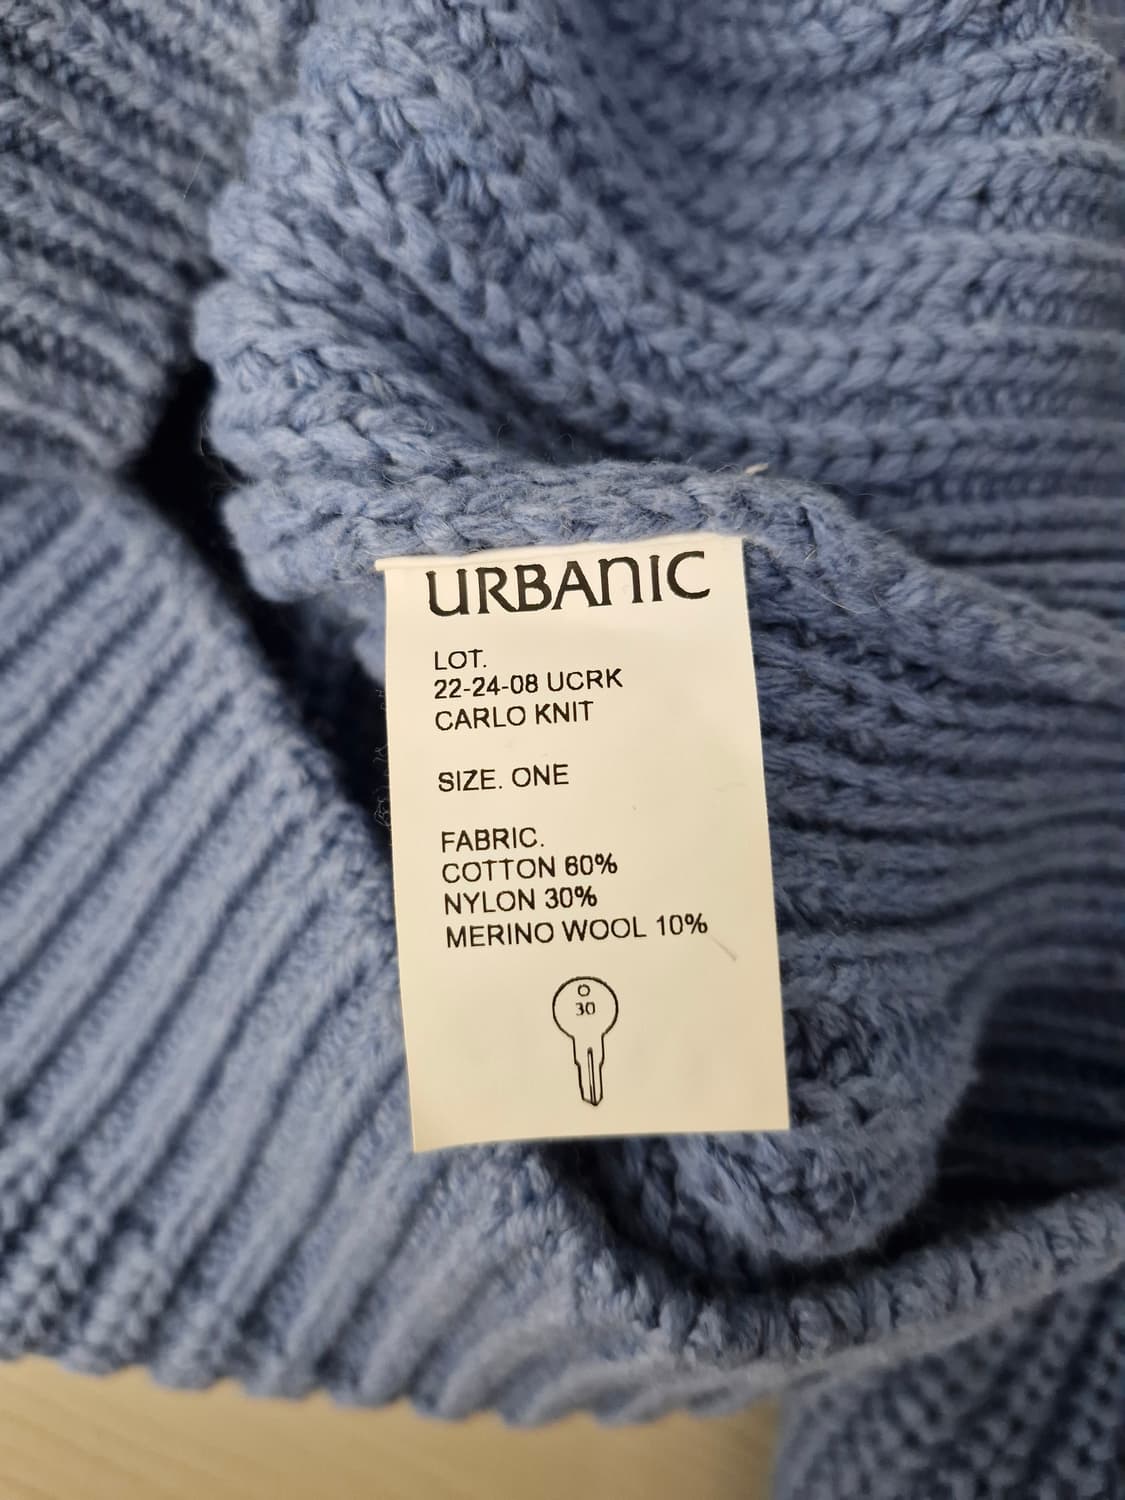 URBANIC
LOT.
22-24-08 UCRK
CARLO KNIT
SIZE. ONE
FABRIC.
COTTON 60%
NYLON 30%
MERINO WOOL 10%
30